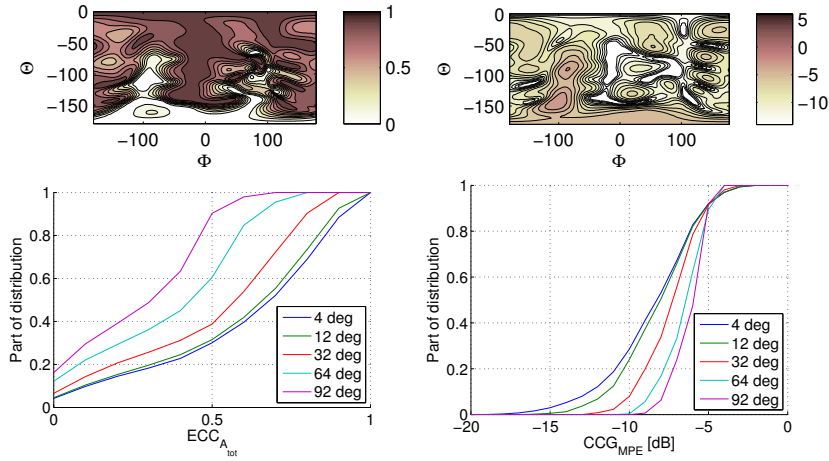 0
−50
−100
−150
Θ
−100
0
100
Φ
1
0.5
0
0
−50
−100
−150
Θ
−100
0
100
Φ
5
0
−5
−10
1
0.8
0.6
0.4
0.2
0
Part of distribution
0
0.5
1
ECC_A_tot
4 deg
12 deg
32 deg
64 deg
92 deg
1
0.8
0.6
0.4
0.2
0
Part of distribution
−20
−15
−10
−5
0
CCG_MPE [dB]
4 deg
12 deg
32 deg
64 deg
92 deg